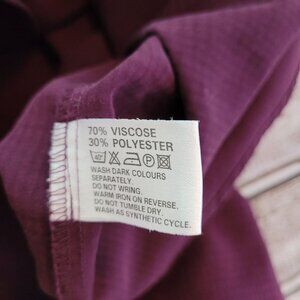 70% VISCOSE
30% POLYESTER
WASH DARK COLOURS
SEPARATELY.
DO NOT WRING.
WARM IRON ON REVERSE.
DO NOT TUMBLE DRY.
WASH AS SYNTHETIC CYCLE.